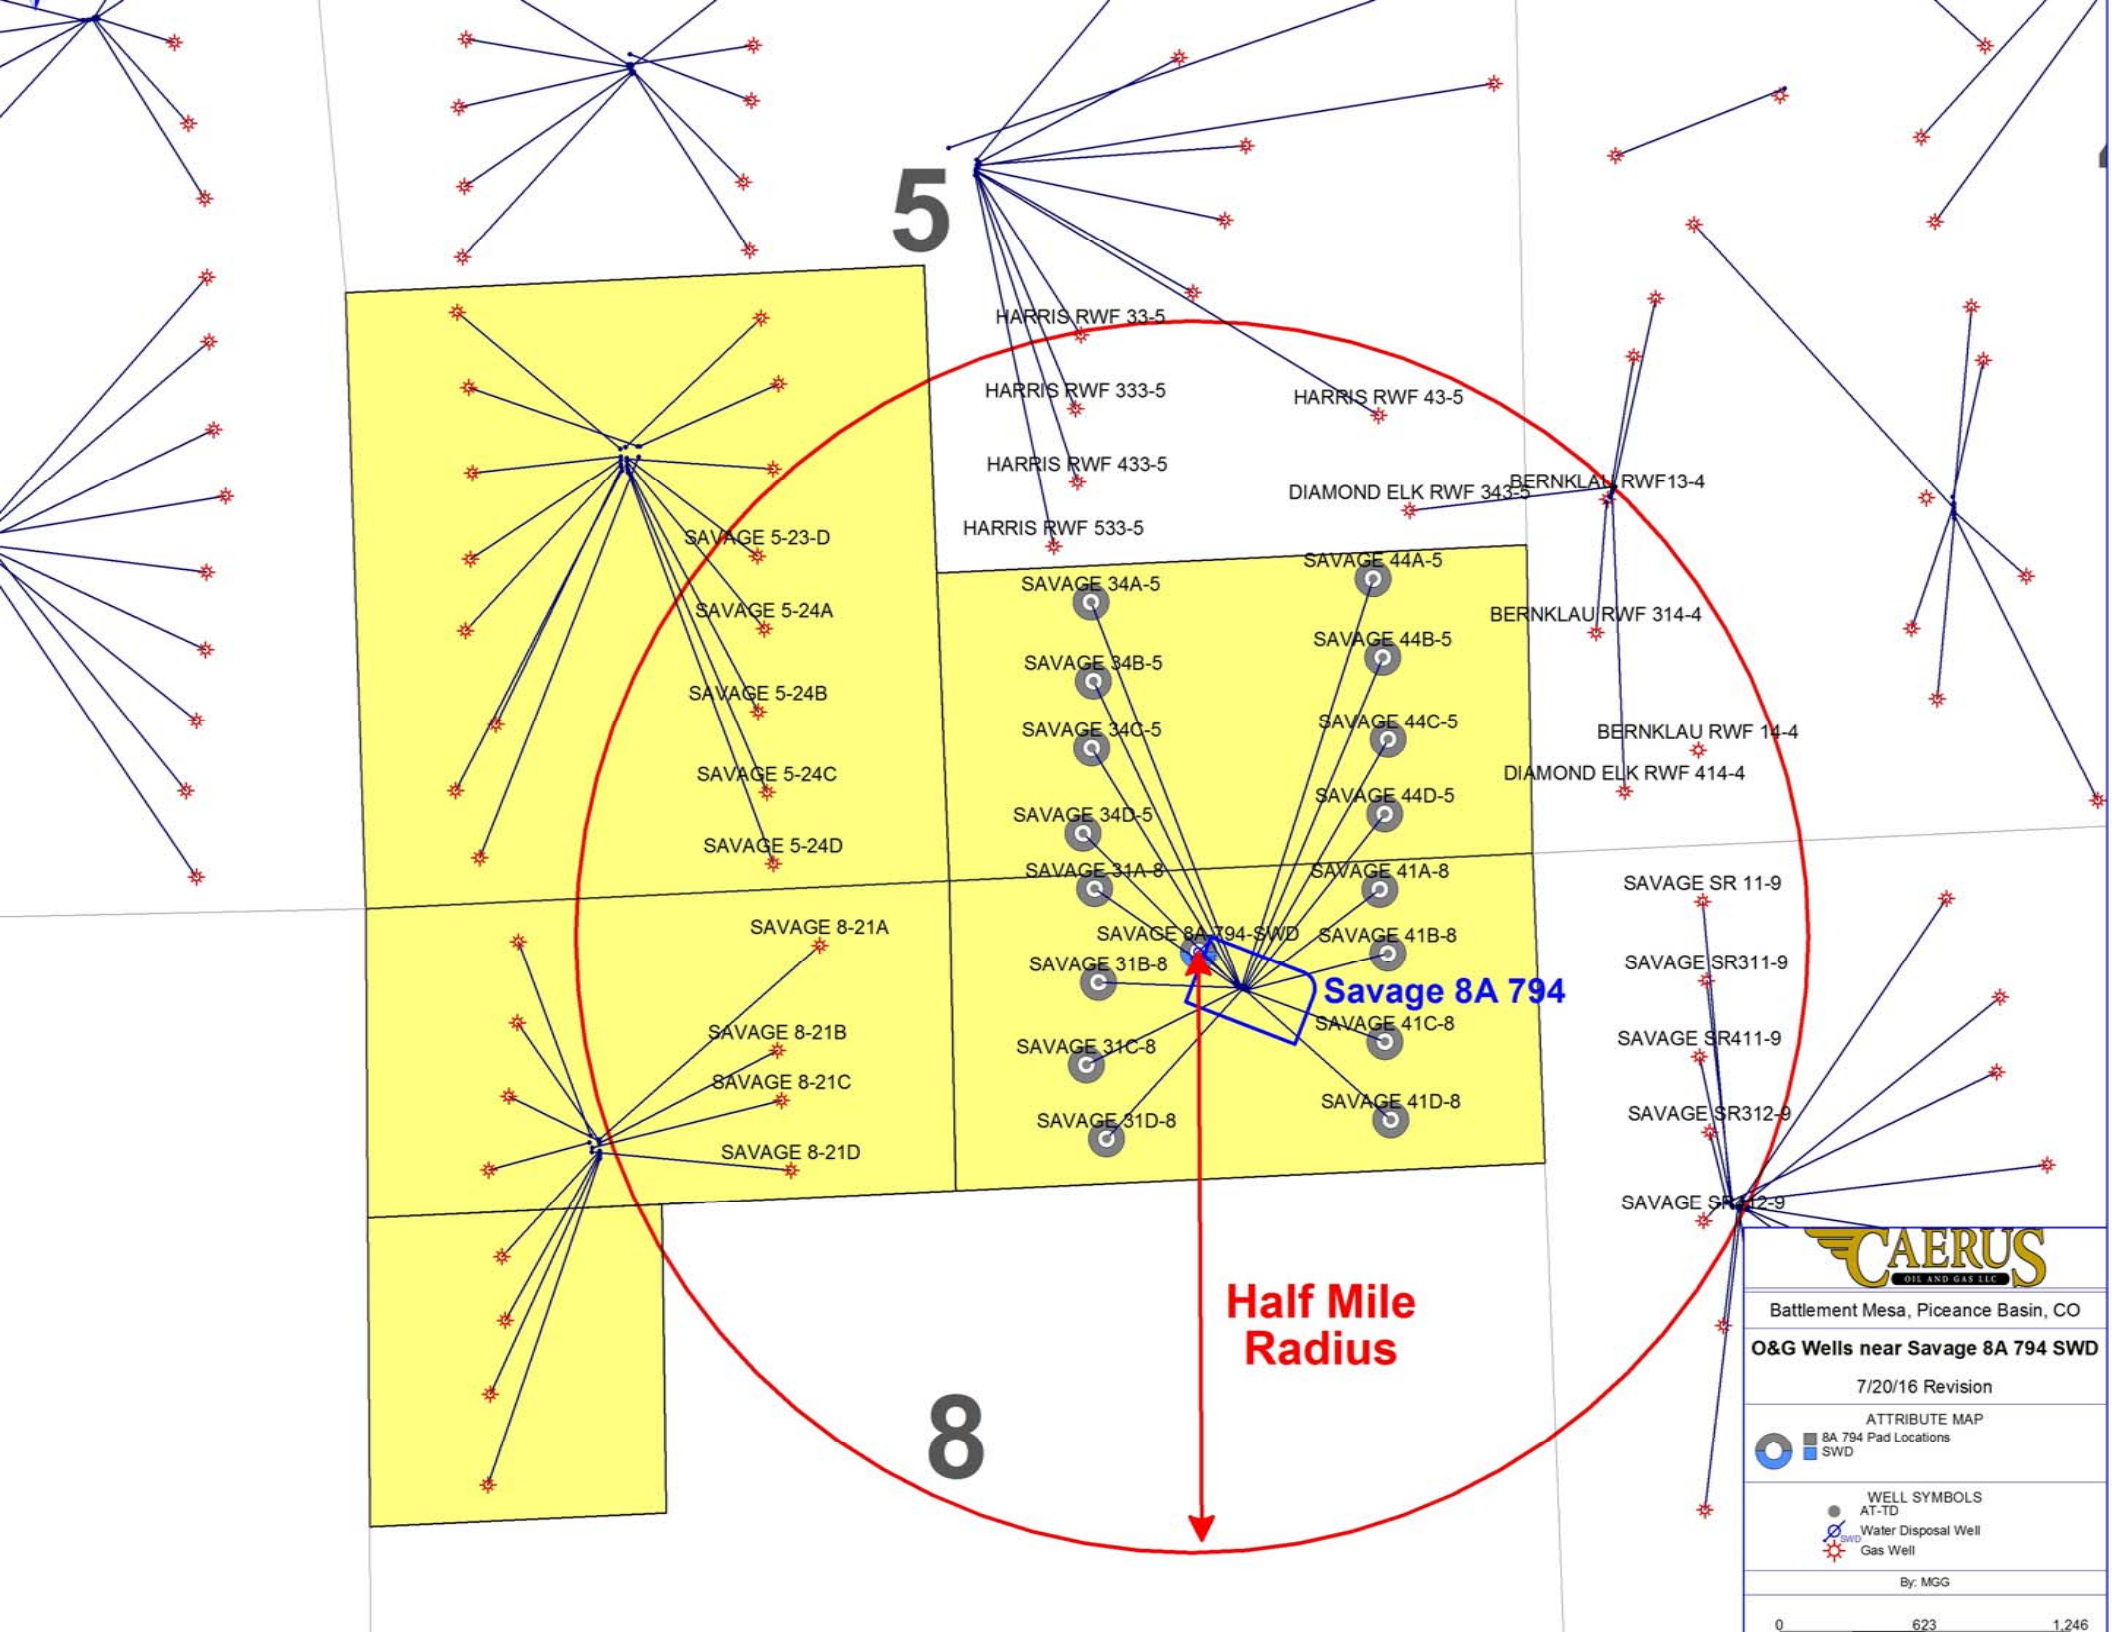 5
HARRIS RWF 33-5
HARRIS RWF 333-5
HARRIS RWF 43-5
HARRIS RWF 433-5
DIAMOND ELK RWF 343-5
BERNKLAU RWF13-4
HARRIS RWF 533-5
SAVAGE 5-23-D
SAVAGE 44A-5
SAVAGE 34A-5
SAVAGE 5-24A
BERNKLAU RWF 314-4
SAVAGE 44B-5
SAVAGE 34B-5
SAVAGE 5-24B
SAVAGE 44C-5
SAVAGE 34C-5
BERNKLAU RWF 14-4
SAVAGE 5-24C
DIAMOND ELK RWF 414-4
SAVAGE 44D-5
SAVAGE 34D-5
SAVAGE 5-24D
SAVAGE 31A-8
SAVAGE 41A-8
SAVAGE SR 11-9
SAVAGE 8-21A
SAVAGE 8A-794-SWD
SAVAGE 41B-8
SAVAGE 31B-8
SAVAGE SR311-9
Savage 8A 794
SAVAGE 8-21B
SAVAGE 41C-8
SAVAGE 31C-8
SAVAGE SR411-9
SAVAGE 8-21C
SAVAGE 41D-8
SAVAGE 31D-8
SAVAGE SR312-9
SAVAGE 8-21D
SAVAGE
Half Mile
Radius
8
CAERUS
OIL AND GAS LLC
Battlement Mesa, Piceance Basin, CO
O&G Wells near Savage 8A 794 SWD
7/20/16 Revision
ATTRIBUTE MAP
8A 794 Pad Locations
SWD
WELL SYMBOLS
AT-TD
SWD Water Disposal Well
Gas Well
By: MGG
0 623 1,246